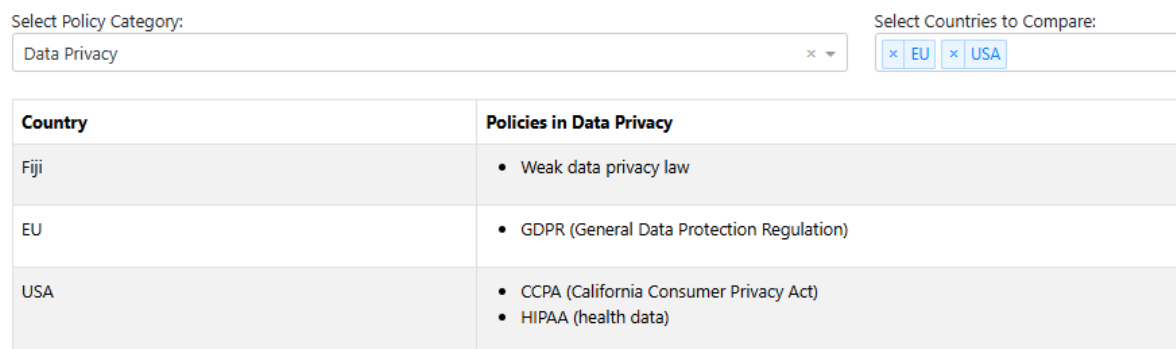 Select Policy Category:
Select Countries to Compare:
Data Privacy × 
× EU × USA
Country Policies in Data Privacy
Fiji • Weak data privacy law
EU • GDPR (General Data Protection Regulation)
USA • CCPA (California Consumer Privacy Act)
• HIPAA (health data)